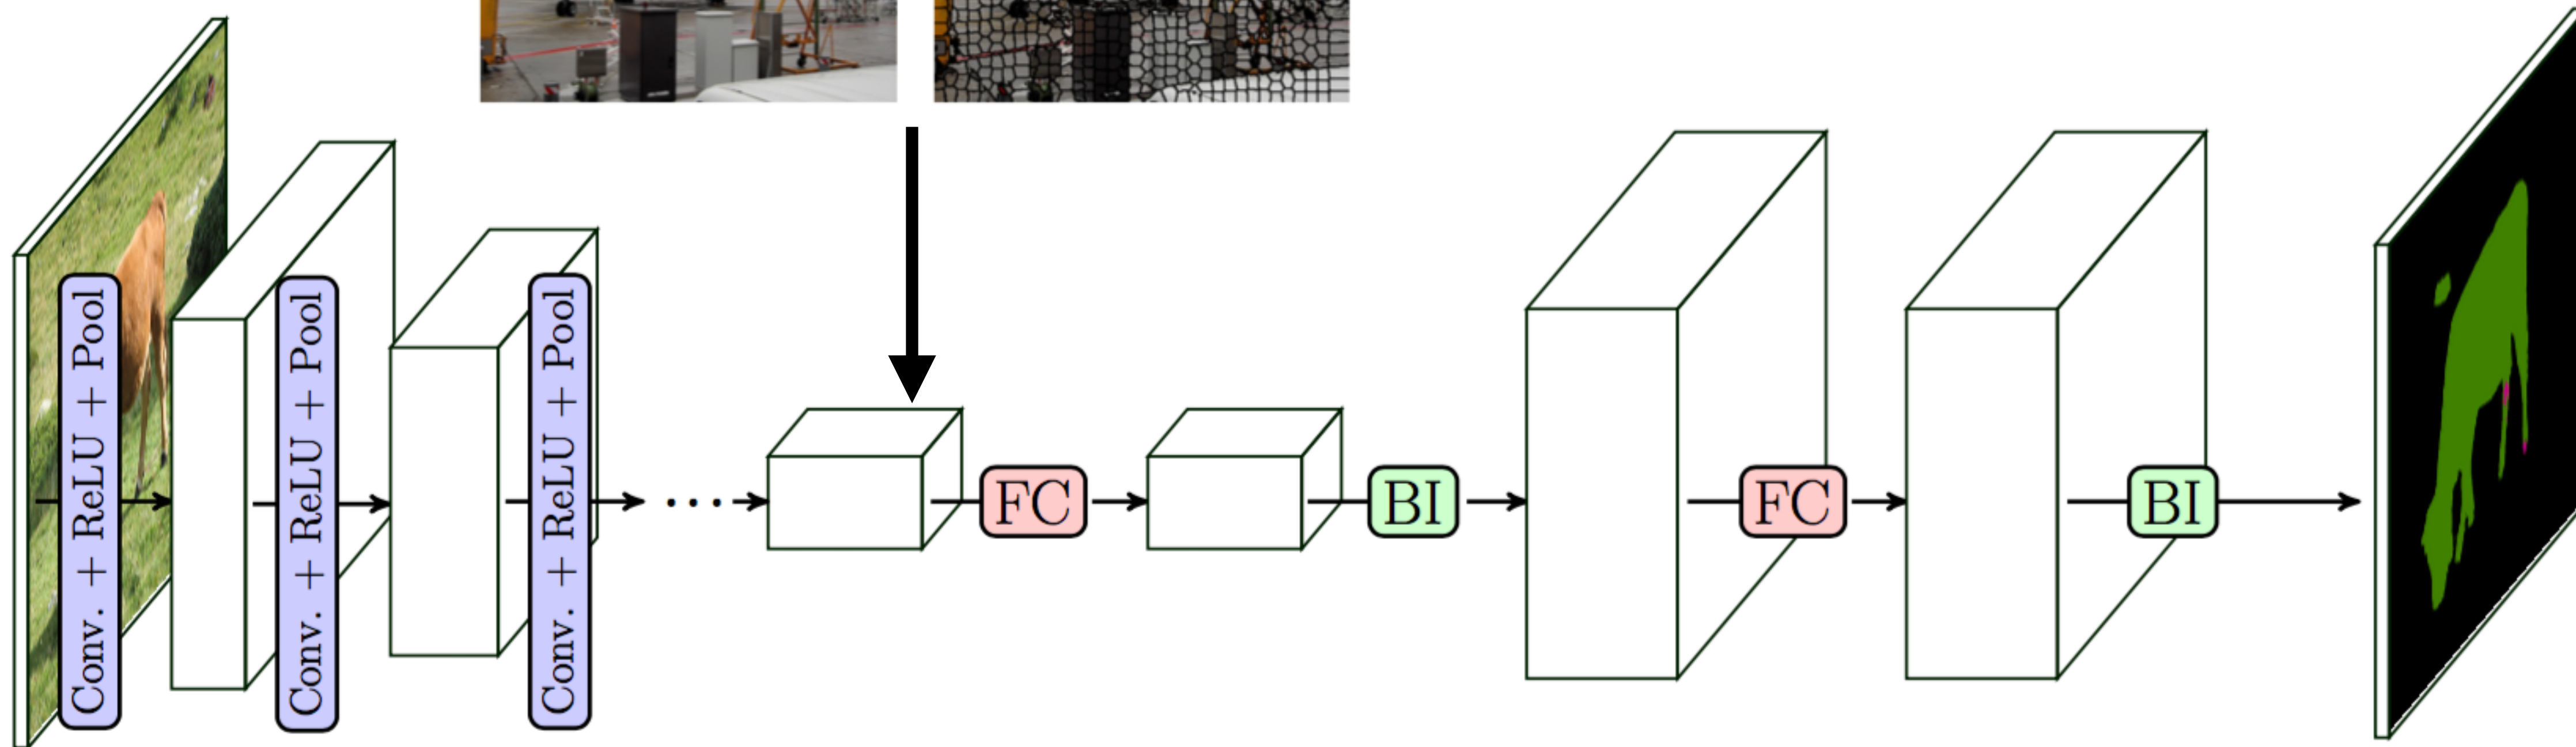 Conv. + ReLU + Pool
Conv. + ReLU + Pool
Conv. + ReLU + Pool
...
FC
BI
FC
BI